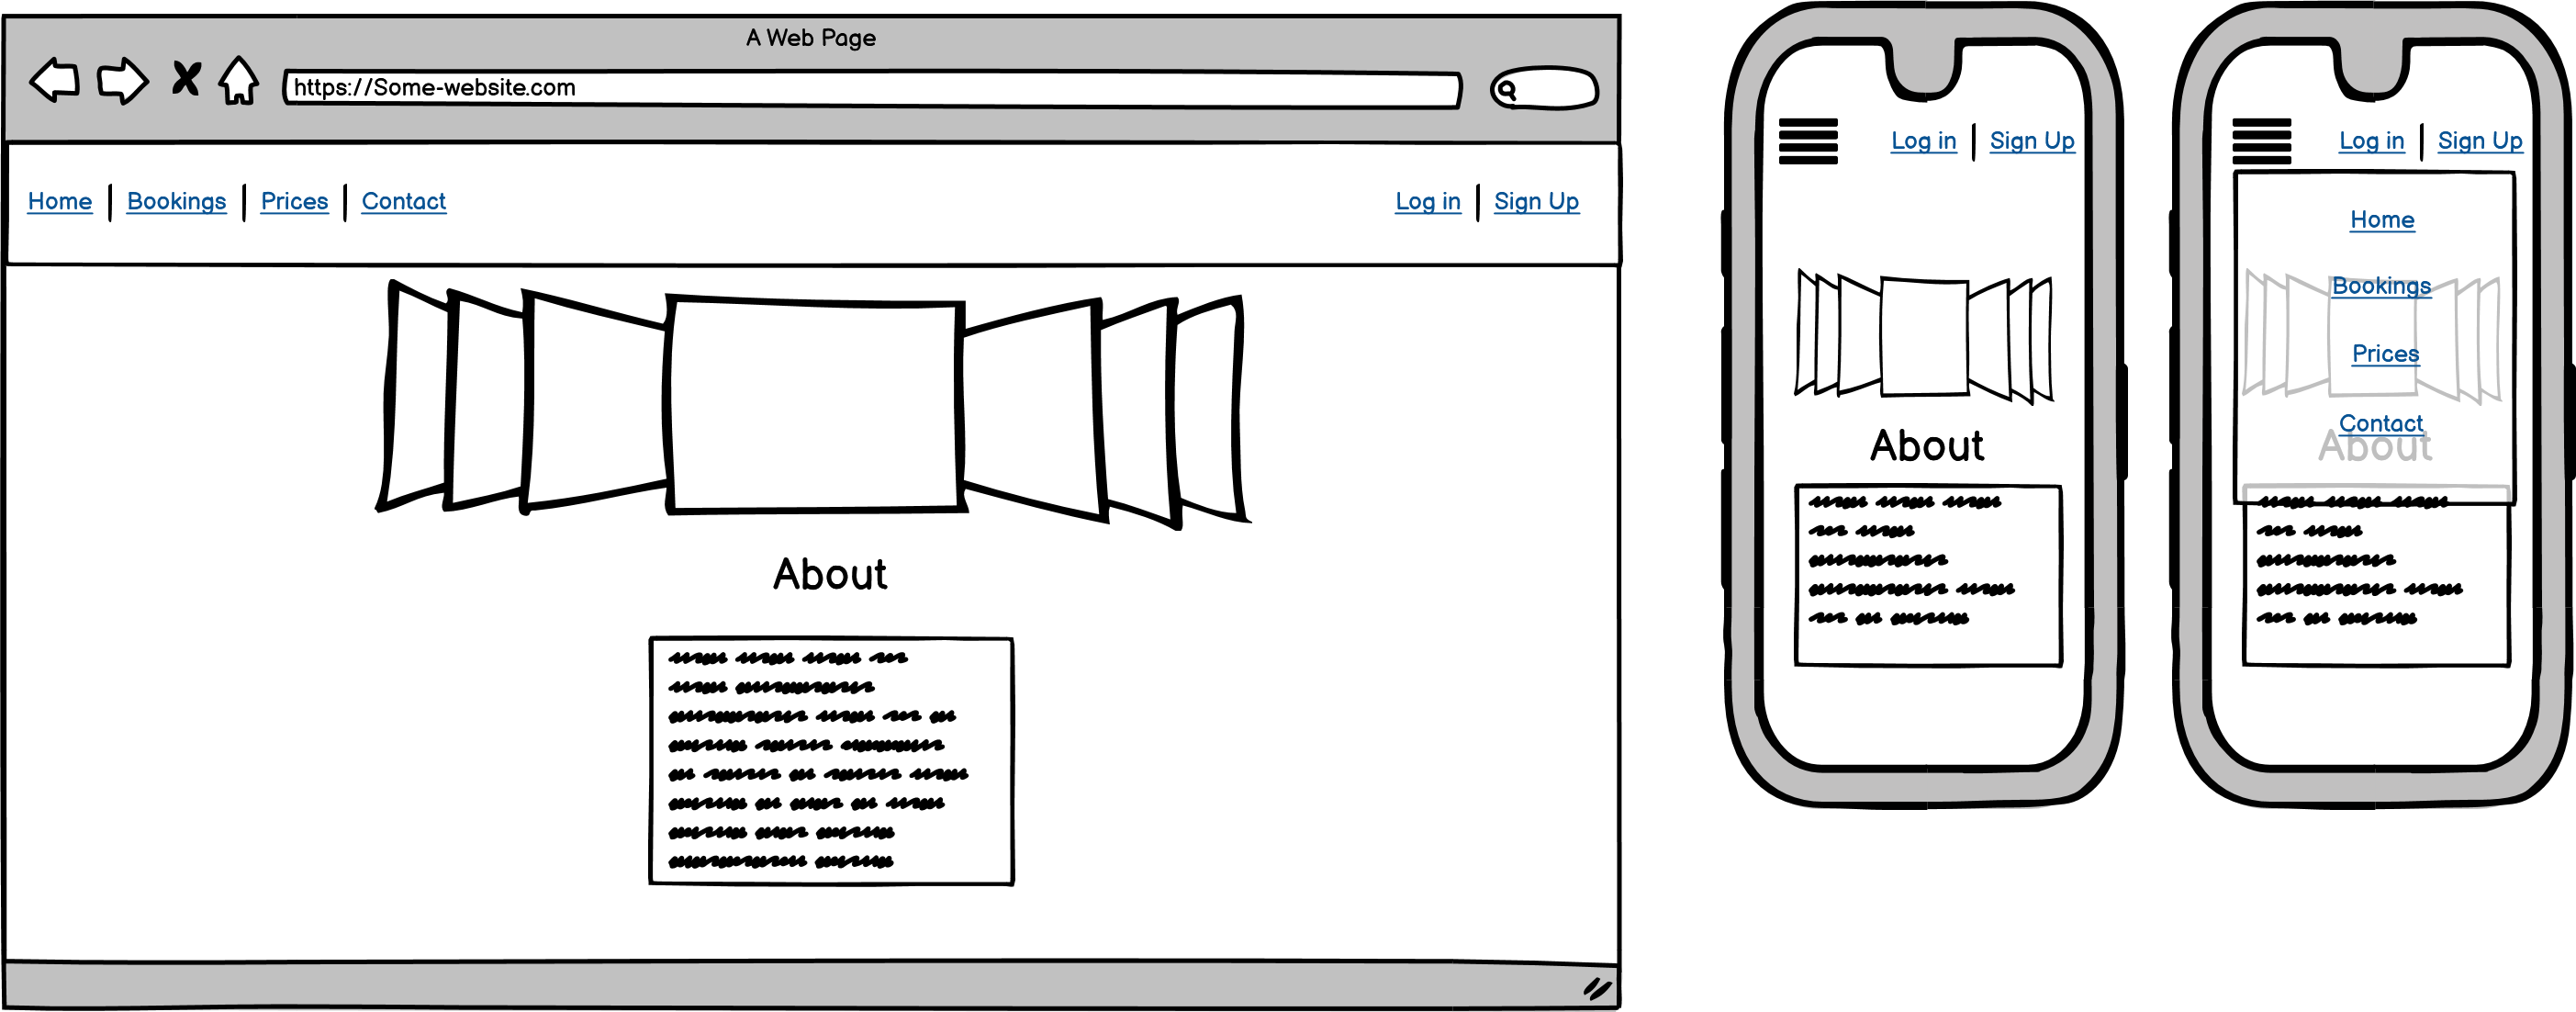 A Web Page
https://Some-website.com
Home | Bookings | Prices | Contact
Log in | Sign Up
About
Log in | Sign Up
About
Log in | Sign Up
Home
Bookings
Prices
Contact
About